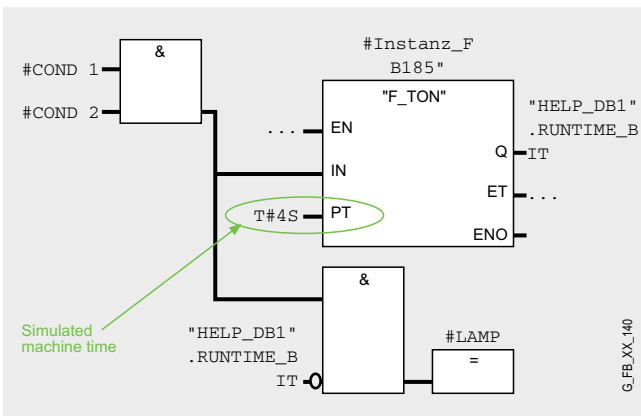 &
#COND 1
#COND 2
#Instanz_F
B185"
"F_TON"
... EN
"HELP_DB1"
.RUNTIME_B
Q IT
IN
T#4S PT
ET ...
ENO
&
Simulated
machine time
"HELP_DB1"
.RUNTIME_B
IT
#LAMP
=
G_FB_XX_140